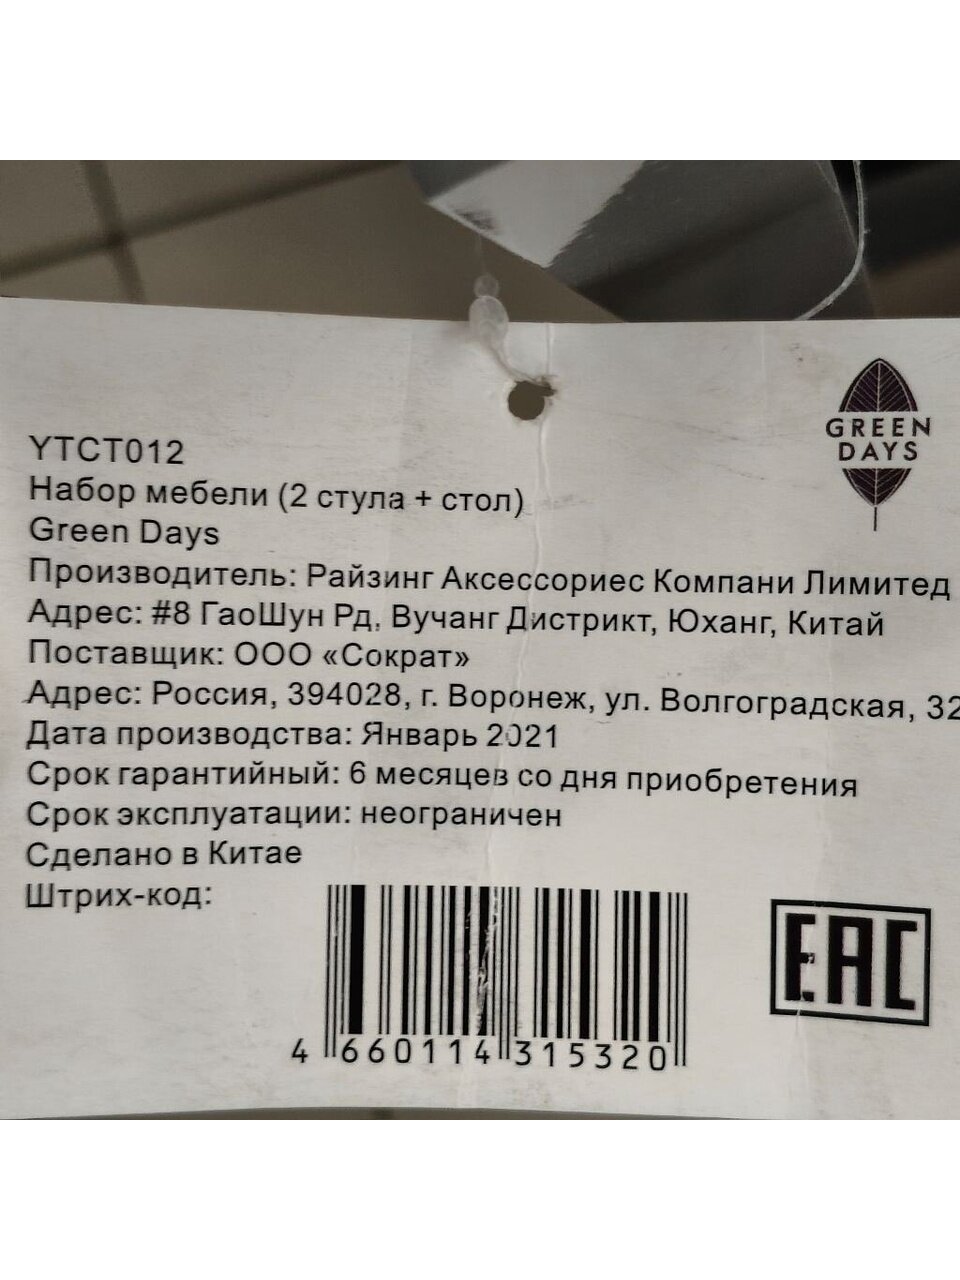 GREEN
DAYS
YTCT012
Набор мебели (2 стула + стол)
Green Days
Производитель: Райзинг Аксессориес Компани Лимитед
Адрес: #8 ГаоШун Рд, Вучанг Дистрикт, Юханг, Китай
Поставщик: ООО «Сократ»
Адрес: Россия, 394028, г. Воронеж, ул. Волгоградская, 32
Дата производства: Январь 2021
Срок гарантийный: 6 месяцев со дня приобретения
Срок эксплуатации: неограничен
Сделано в Китае
Штрих-код:
EAC
4 660114 315320